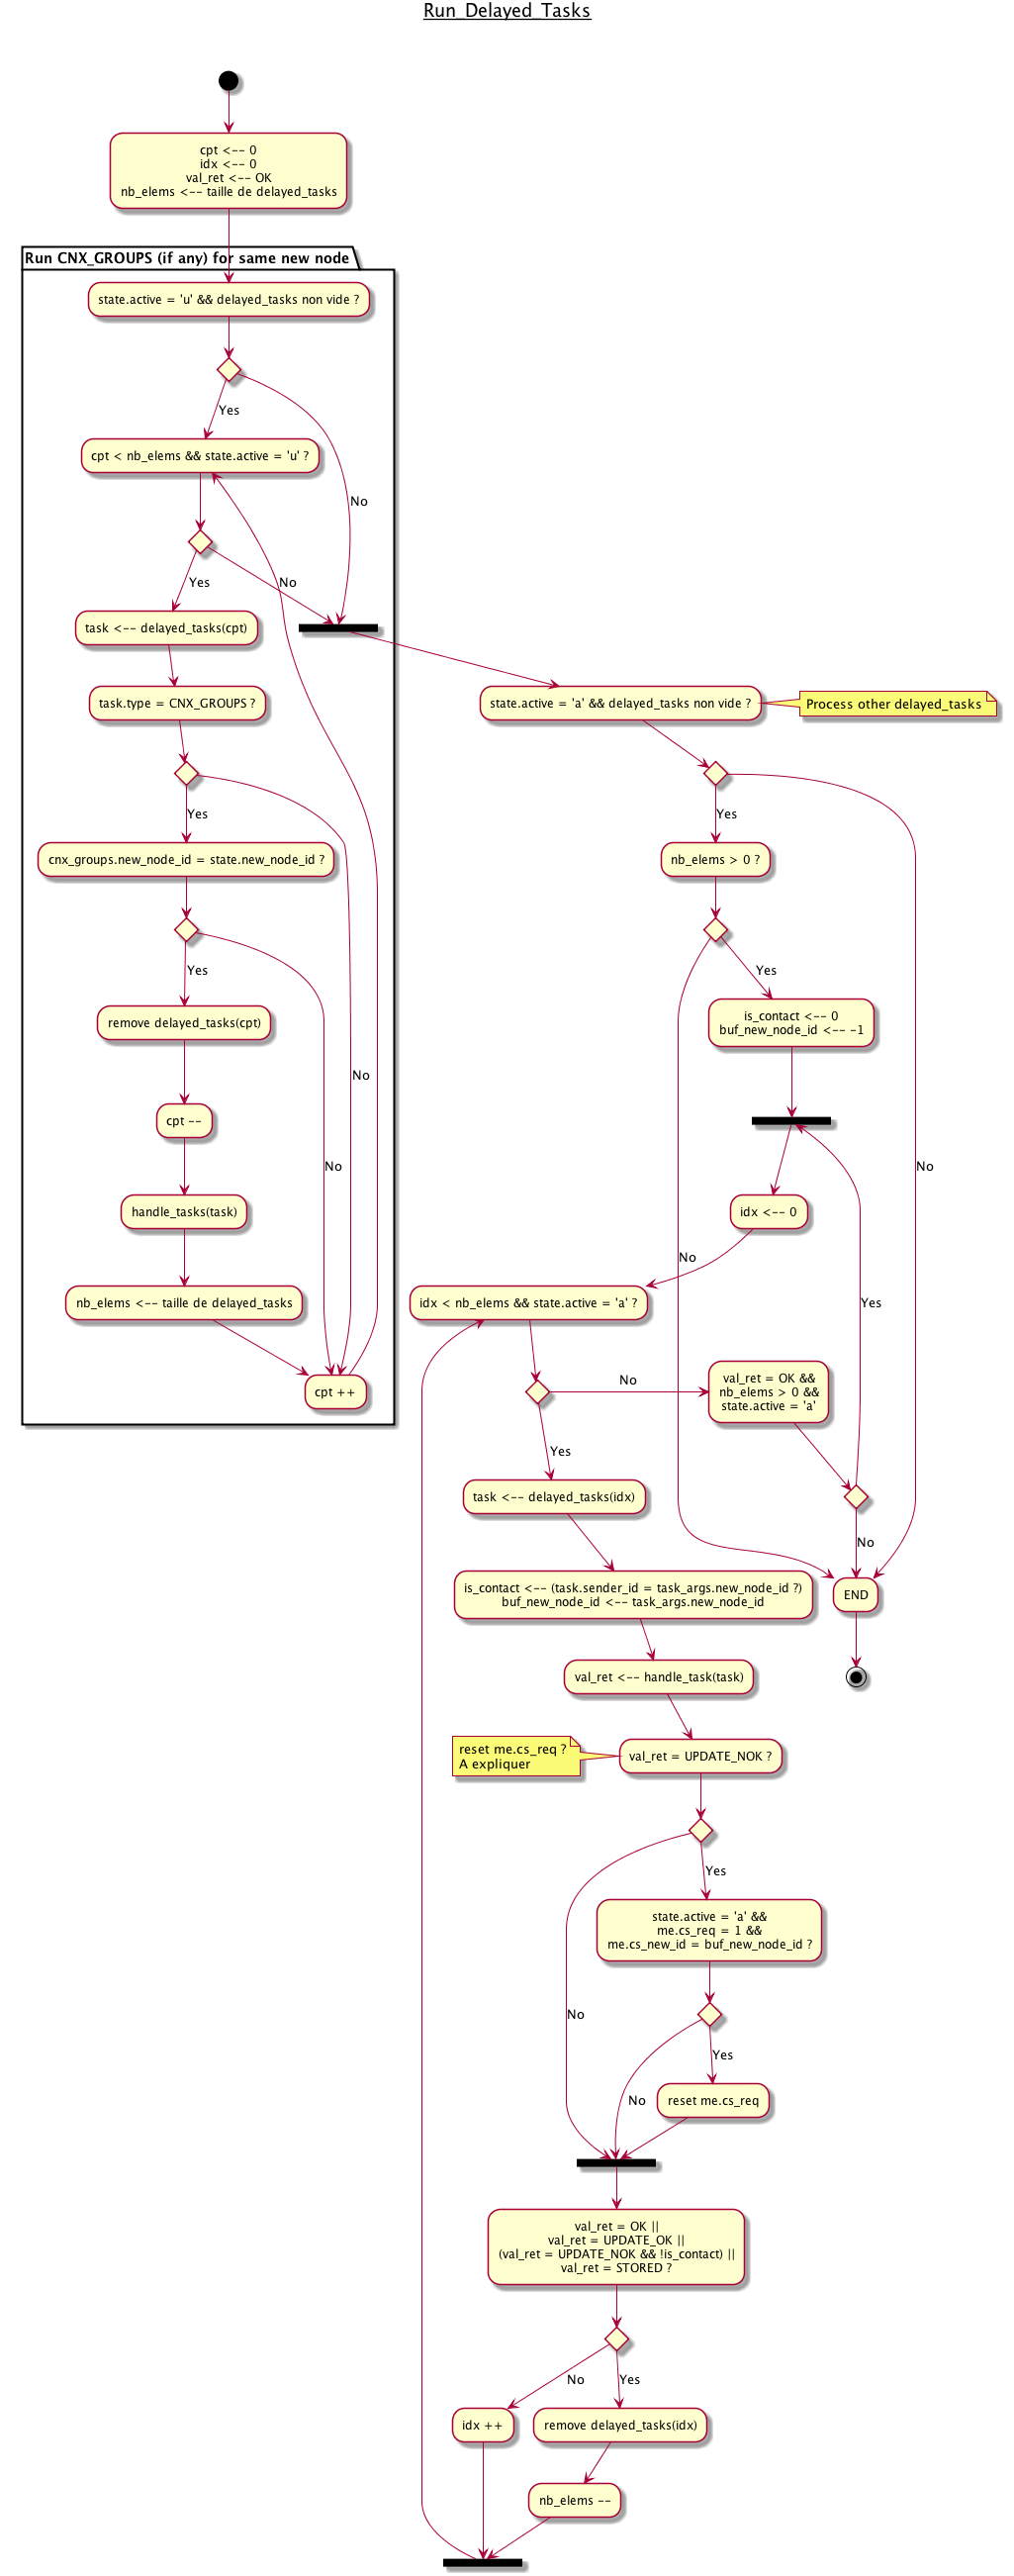 Run_Delayed_Tasks
cpt <-- 0
idx <-- 0
val_ret <-- OK
nb_elems <-- taille de delayed_tasks
Run CNX_GROUPS (if any) for same new node
state.active = 'u' && delayed_tasks non vide ?
Yes
cpt < nb_elems && state.active = 'u' ?
No
Yes
No
task <-- delayed_tasks(cpt)
task.type = CNX_GROUPS ?
Yes
cnx_groups.new_node_id = state.new_node_id ?
Yes
remove delayed_tasks(cpt)
No
cpt --
No
handle_tasks(task)
nb_elems <-- taille de delayed_tasks
cpt ++
state.active = 'a' && delayed_tasks non vide ?
Process other delayed_tasks
Yes
nb_elems > 0 ?
Yes
is_contact <-- 0
buf_new_node_id <-- -1
No
idx <-- 0
No
idx < nb_elems && state.active = 'a' ?
Yes
No
val_ret = OK &&
nb_elems > 0 &&
state.active = 'a'
Yes
No
task <-- delayed_tasks(idx)
is_contact <-- (task.sender_id = task_args.new_node_id ?)
buf_new_node_id <-- task_args.new_node_id
END
val_ret <-- handle_task(task)
reset me.cs_req ?
A expliquer
val_ret = UPDATE_NOK ?
Yes
state.active = 'a' &&
me.cs_req = 1 &&
me.cs_new_id = buf_new_node_id ?
No
Yes
No
reset me.cs_req
val_ret = OK ||
val_ret = UPDATE_OK ||
(val_ret = UPDATE_NOK && !is_contact) ||
val_ret = STORED ?
No
Yes
idx ++
remove delayed_tasks(idx)
nb_elems --